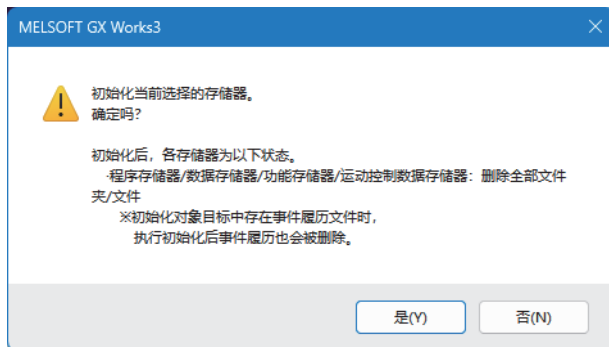 MELSOFT GX Works3
初始化当前选择的存储器。
确定吗?
初始化后，各存储器为以下状态。
·程序存储器/数据存储器/功能存储器/运动控制数据存储器：删除全部文件
夹/文件
※初始化对象目标中存在事件履历文件时，
执行初始化后事件履历也会被删除。
是(Y)
否(N)